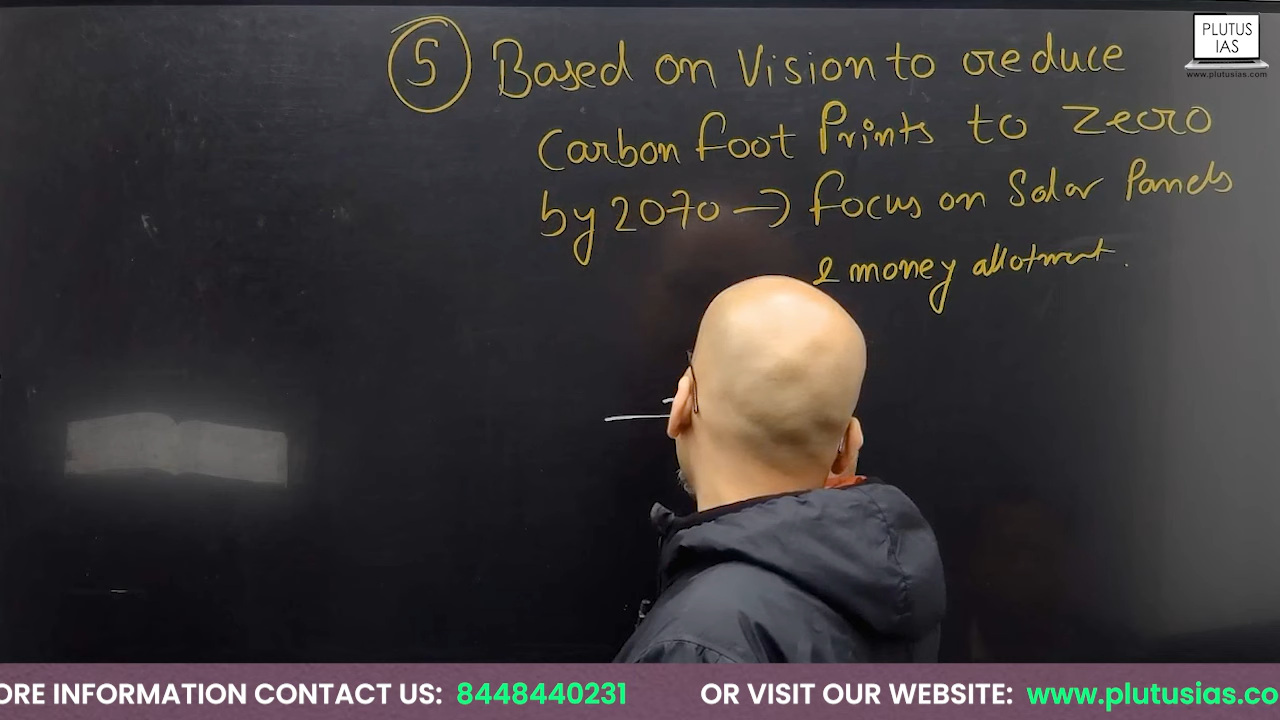 PLUTUS
IAS
www.plutusias.com
5 Based on Vision to reduce
Carbon foot Prints to zero
by 2070 → focus on Solar Panels
& money allotment.
ORE INFORMATION CONTACT US: 8448440231 OR VISIT OUR WEBSITE: www.plutusias.co